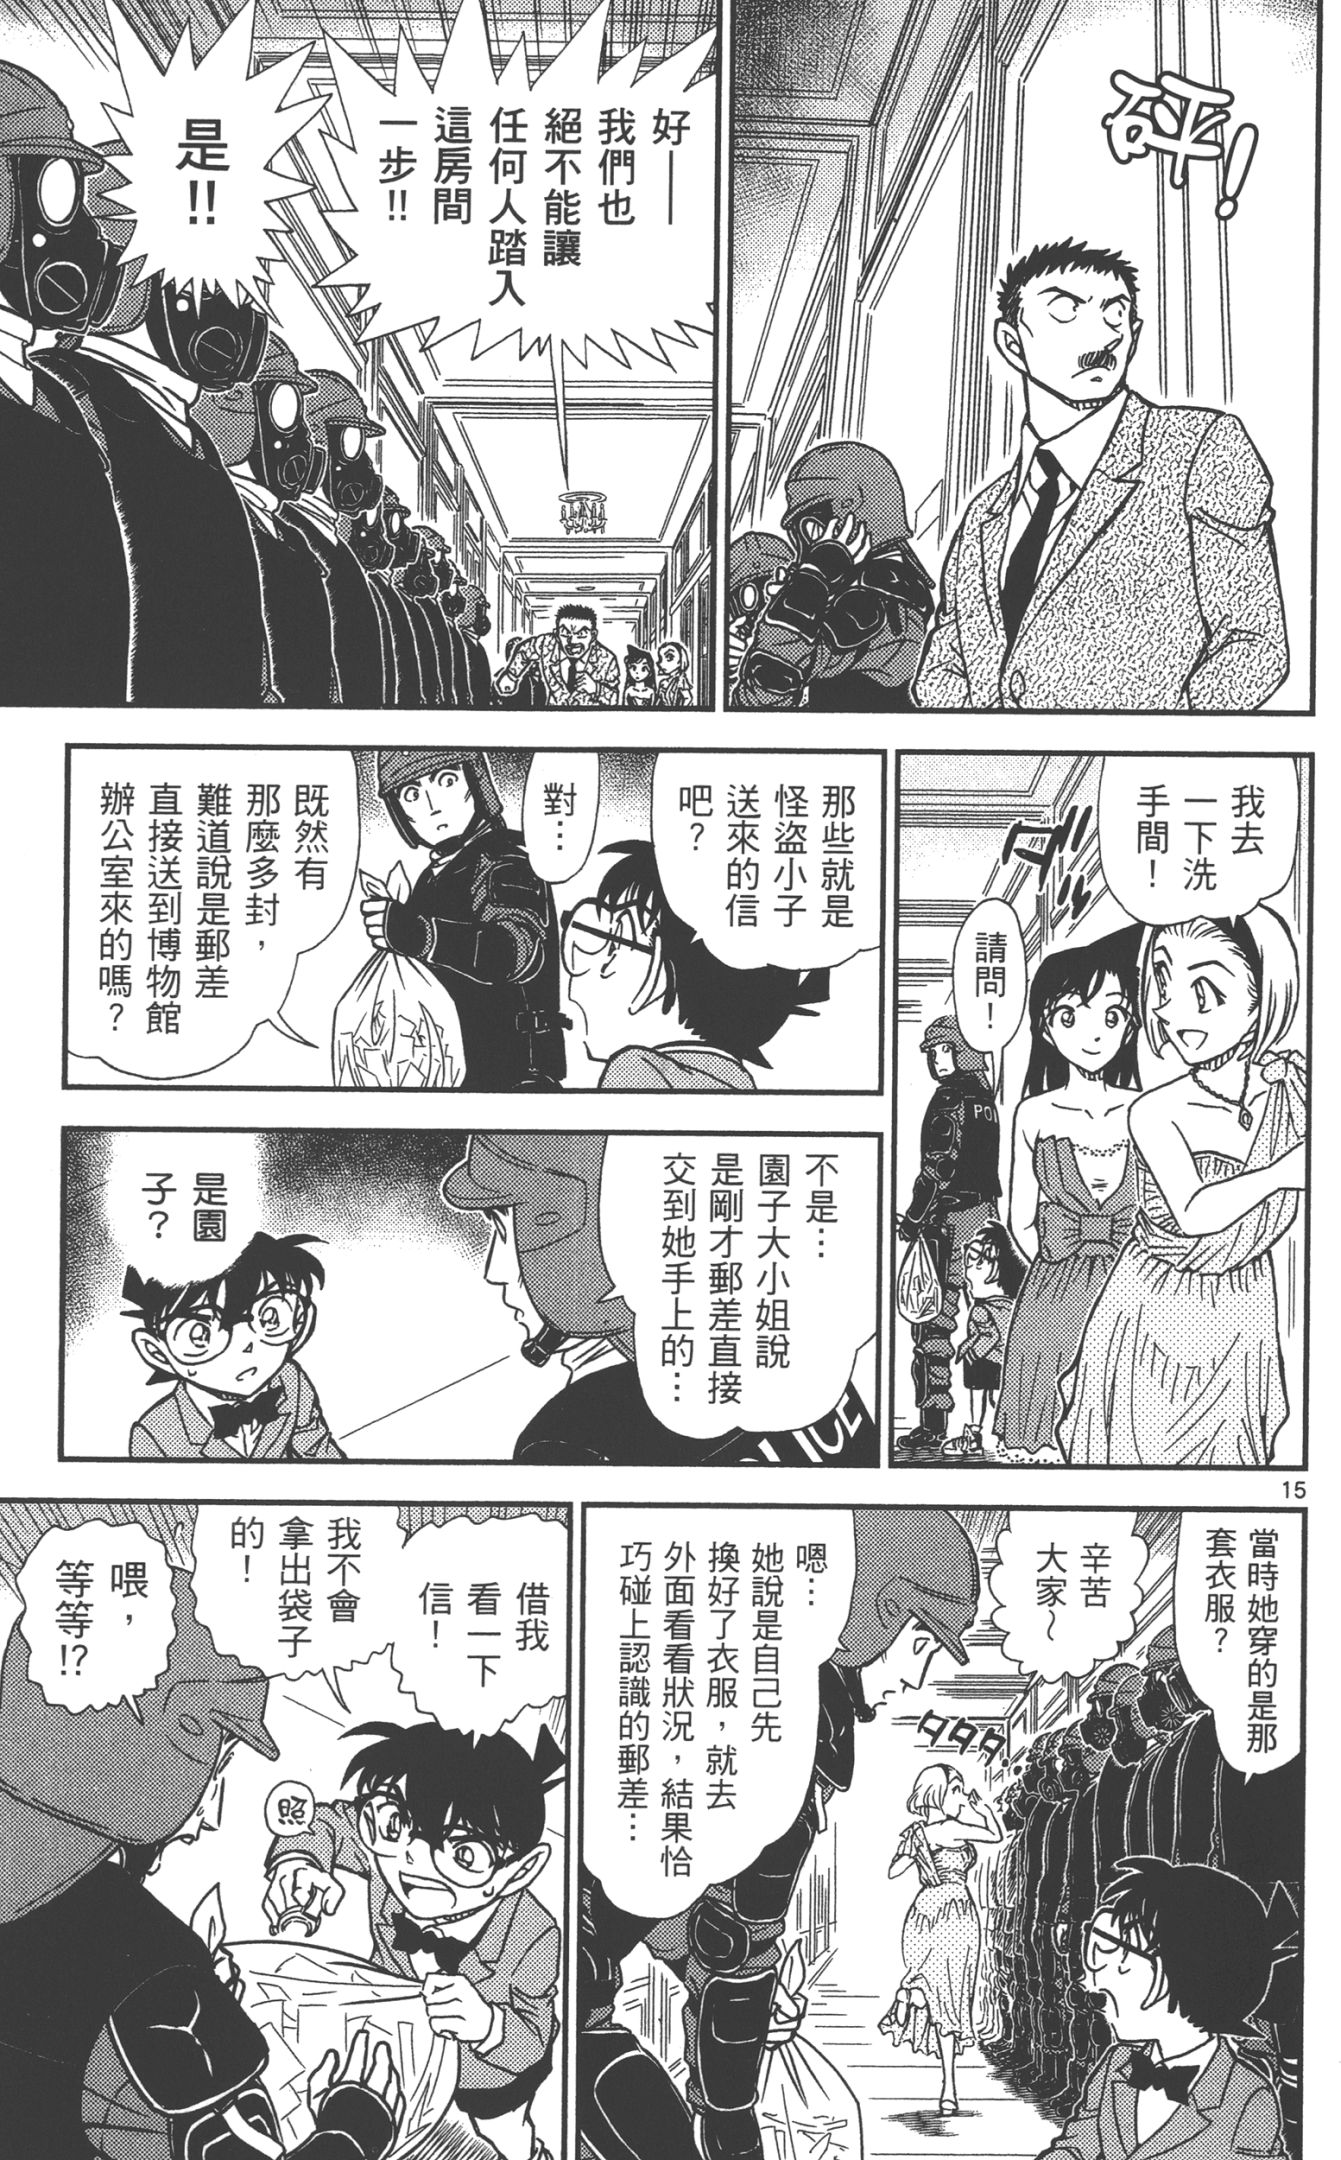 砰!
好——
我們也
絕不能讓
任何人踏入
這房間
一步!!
是!!
我去
一下洗
手間!
請問!
POL
那些就是
怪盜小子
送來的信
吧?
對…
既然有
那麼多封，
難道說是郵差
直接送到博物館
辦公室來的嗎?
不是…
園子大小姐說
是剛才郵差直接
交到她手上的…
POLICE
是園
子?
15
當時她穿的是那
套衣服?
辛苦
大家~
タタタ
嗯…
她說是自己先
換好了衣服，就去
外面看看狀況，結果恰
巧碰上認識的郵差…
借我
看一下
信!
我不會
拿出袋子
的!
照
喂，
等等!?